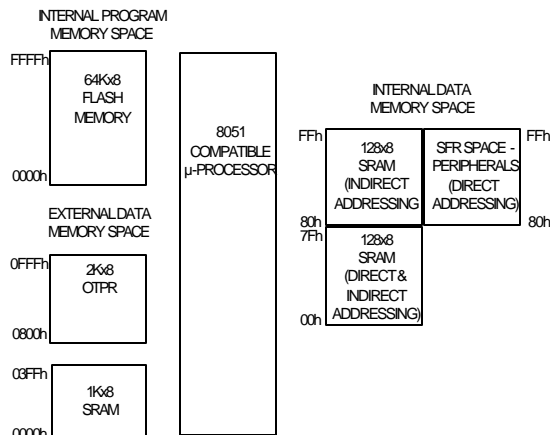 INTERNAL PROGRAM
MEMORY SPACE
FFFFh
64Kx8
FLASH
MEMORY
0000h
EXTERNAL DATA
MEMORY SPACE
0FFFh
2Kx8
OTPR
0800h
03FFh
1Kx8
SRAM
0000h
8051
COMPATIBLE
µ-PROCESSOR
INTERNAL DATA
MEMORY SPACE
FFh
128x8
SRAM
(INDIRECT
ADDRESSING
80h
SFR SPACE -
PERIPHERALS
(DIRECT
ADDRESSING)
FFh
80h
7Fh
128x8
SRAM
(DIRECT &
INDIRECT
ADDRESSING)
00h